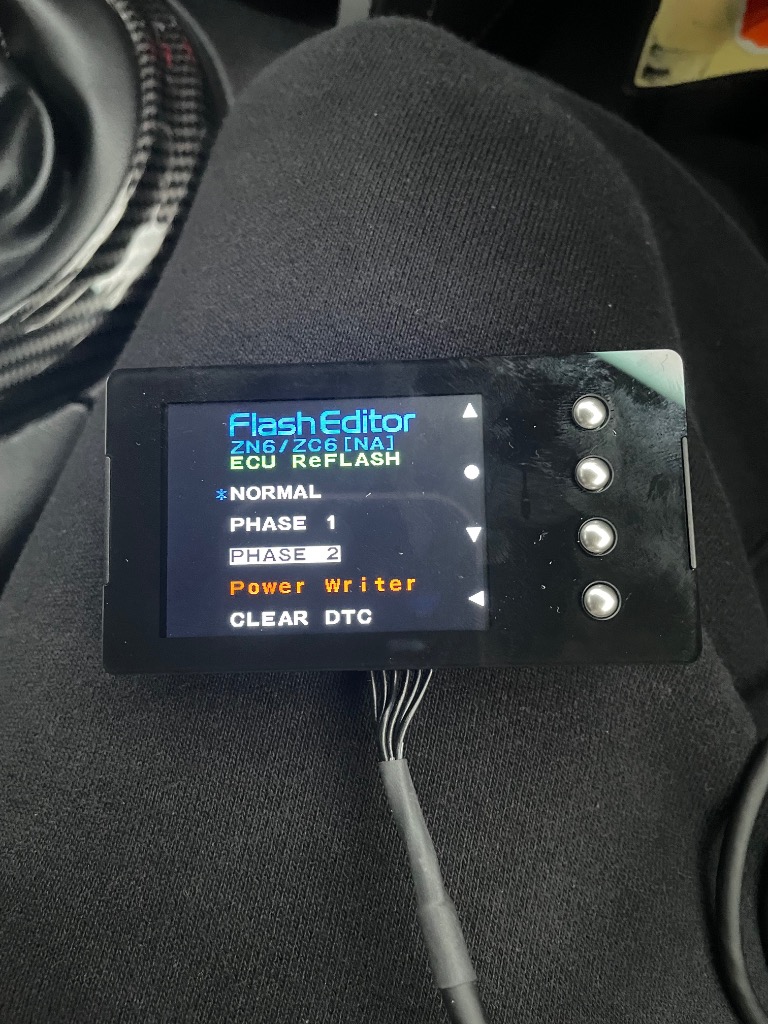 Flash Editor
ZN6/ZC6[NA]
ECU ReFLASH
*NORMAL
PHASE 1
PHASE 2
Power Writer
CLEAR DTC